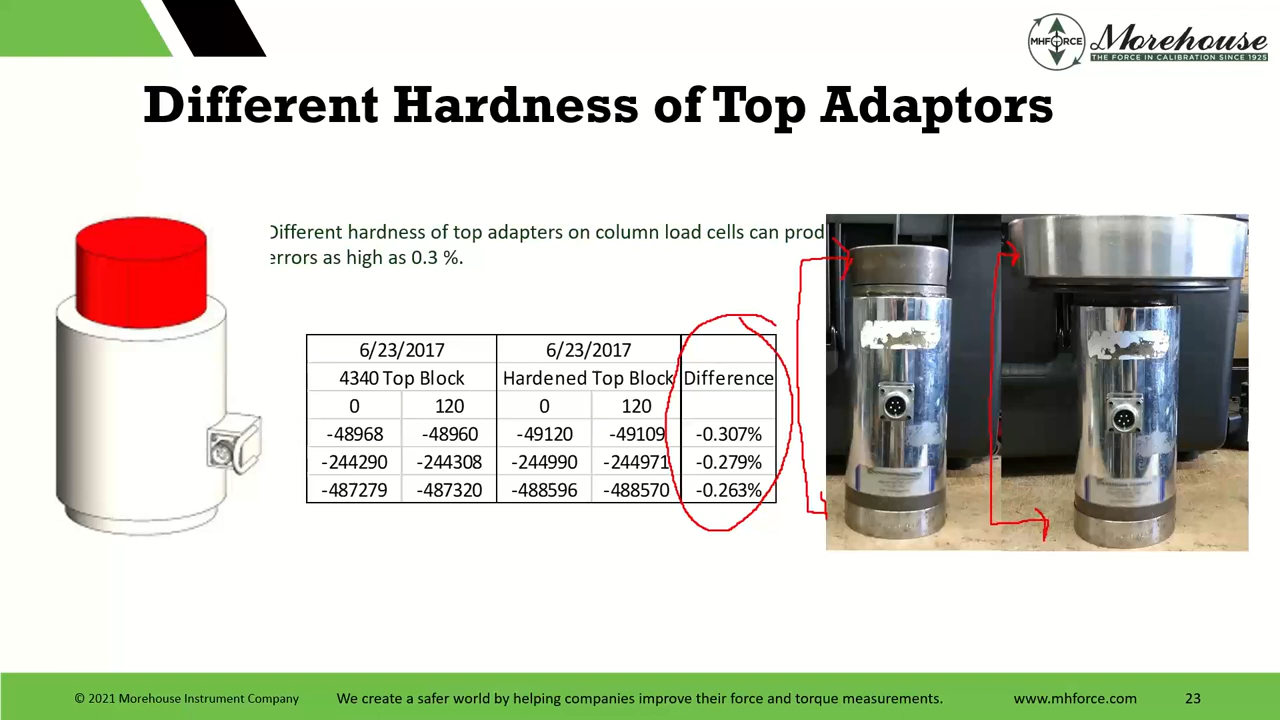 MHFORCE
Morehouse
THE FORCE IN CALIBRATION SINCE 1925
Different Hardness of Top Adaptors
Different hardness of top adapters on column load cells can prod
errors as high as 0.3 %.
6/23/2017 6/23/2017
4340 Top Block Hardened Top Block Difference
0 120 0 120
-48968 -48960 -49120 -49109 -0.307%
-244290 -244308 -244990 -244971 -0.279%
-487279 -487320 -488596 -488570 -0.263%
© 2021 Morehouse Instrument Company We create a safer world by helping companies improve their force and torque measurements. www.mhforce.com 23